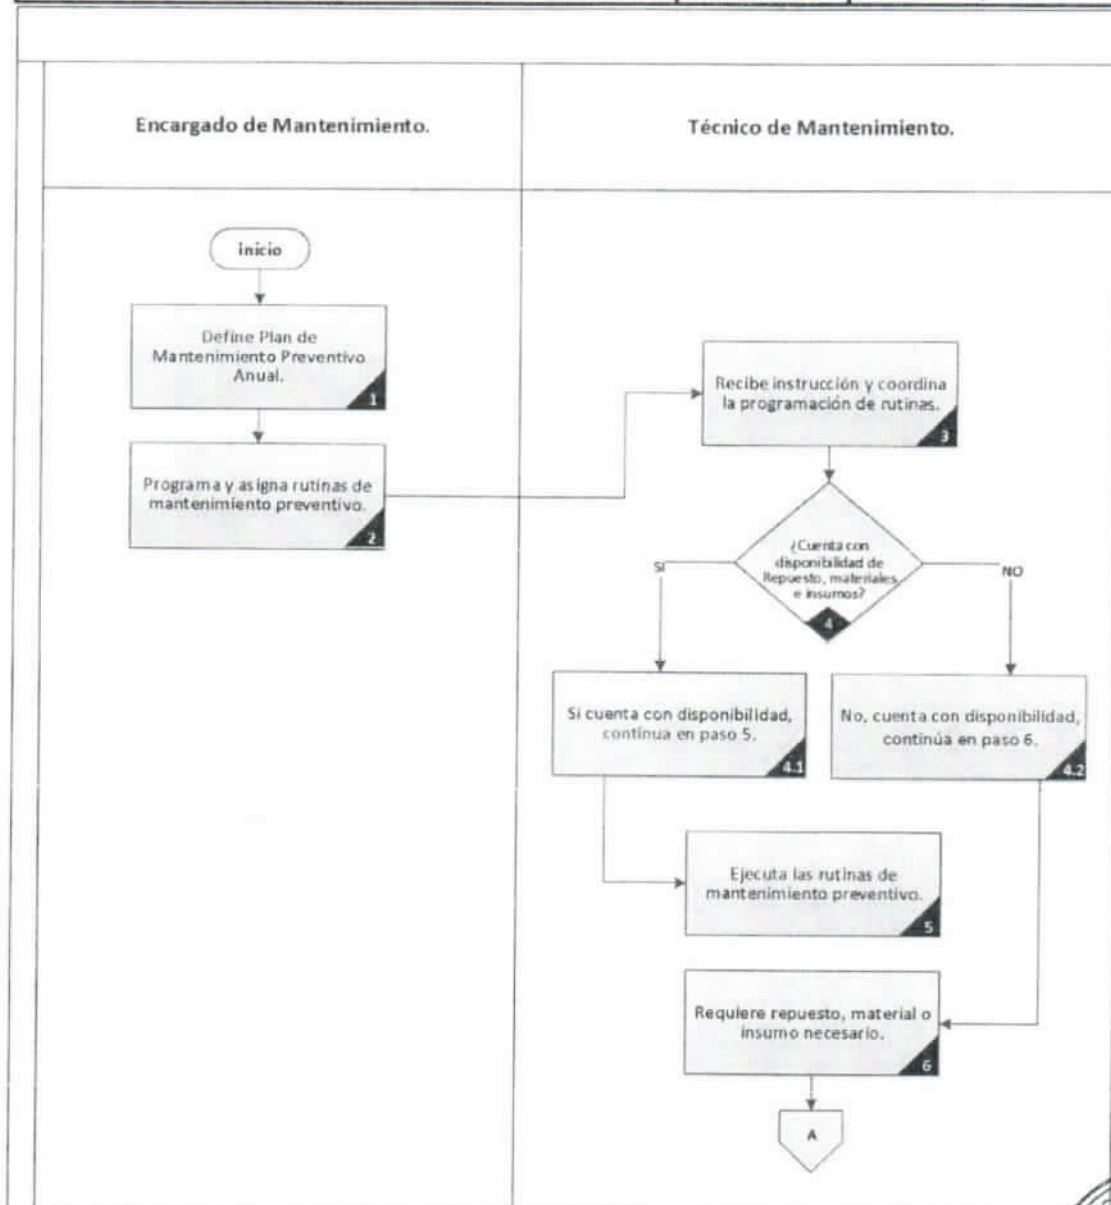 Encargado de Mantenimiento.
Técnico de Mantenimiento.
inicio
Define Plan de
Mantenimiento Preventivo
Anual.
1
Programa y asigna rutinas de
mantenimiento preventivo.
2
Recibe instrucción y coordina
la programación de rutinas.
3
¿Cuenta con
disponibilidad de
Repuesto, materiales
e insumos?
4
SI
NO
Si cuenta con disponibilidad,
continua en paso 5.
4.1
No, cuenta con disponibilidad,
continúa en paso 6.
4.2
Ejecuta las rutinas de
mantenimiento preventivo.
5
Requiere repuesto, material o
insumo necesario.
6
A